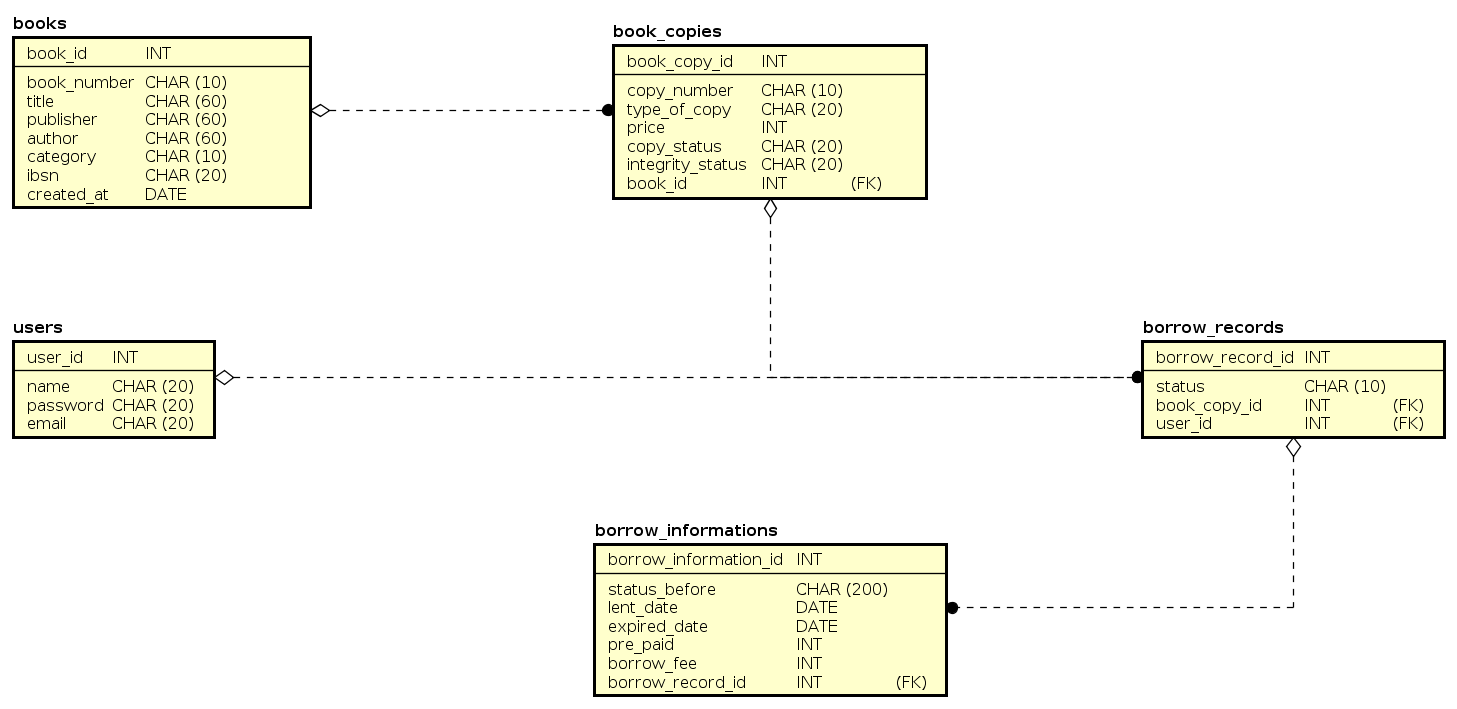 books
book_id INT
book_number CHAR (10)
title CHAR (60)
publisher CHAR (60)
author CHAR (60)
category CHAR (10)
ibsn CHAR (20)
created_at DATE
book_copies
book_copy_id INT
copy_number CHAR (10)
type_of_copy CHAR (20)
price INT
copy_status CHAR (20)
integrity_status CHAR (20)
book_id INT (FK)
users
user_id INT
name CHAR (20)
password CHAR (20)
email CHAR (20)
borrow_records
borrow_record_id INT
status CHAR (10)
book_copy_id INT (FK)
user_id INT (FK)
borrow_informations
borrow_information_id INT
status_before CHAR (200)
lent_date DATE
expired_date DATE
pre_paid INT
borrow_fee INT
borrow_record_id INT (FK)